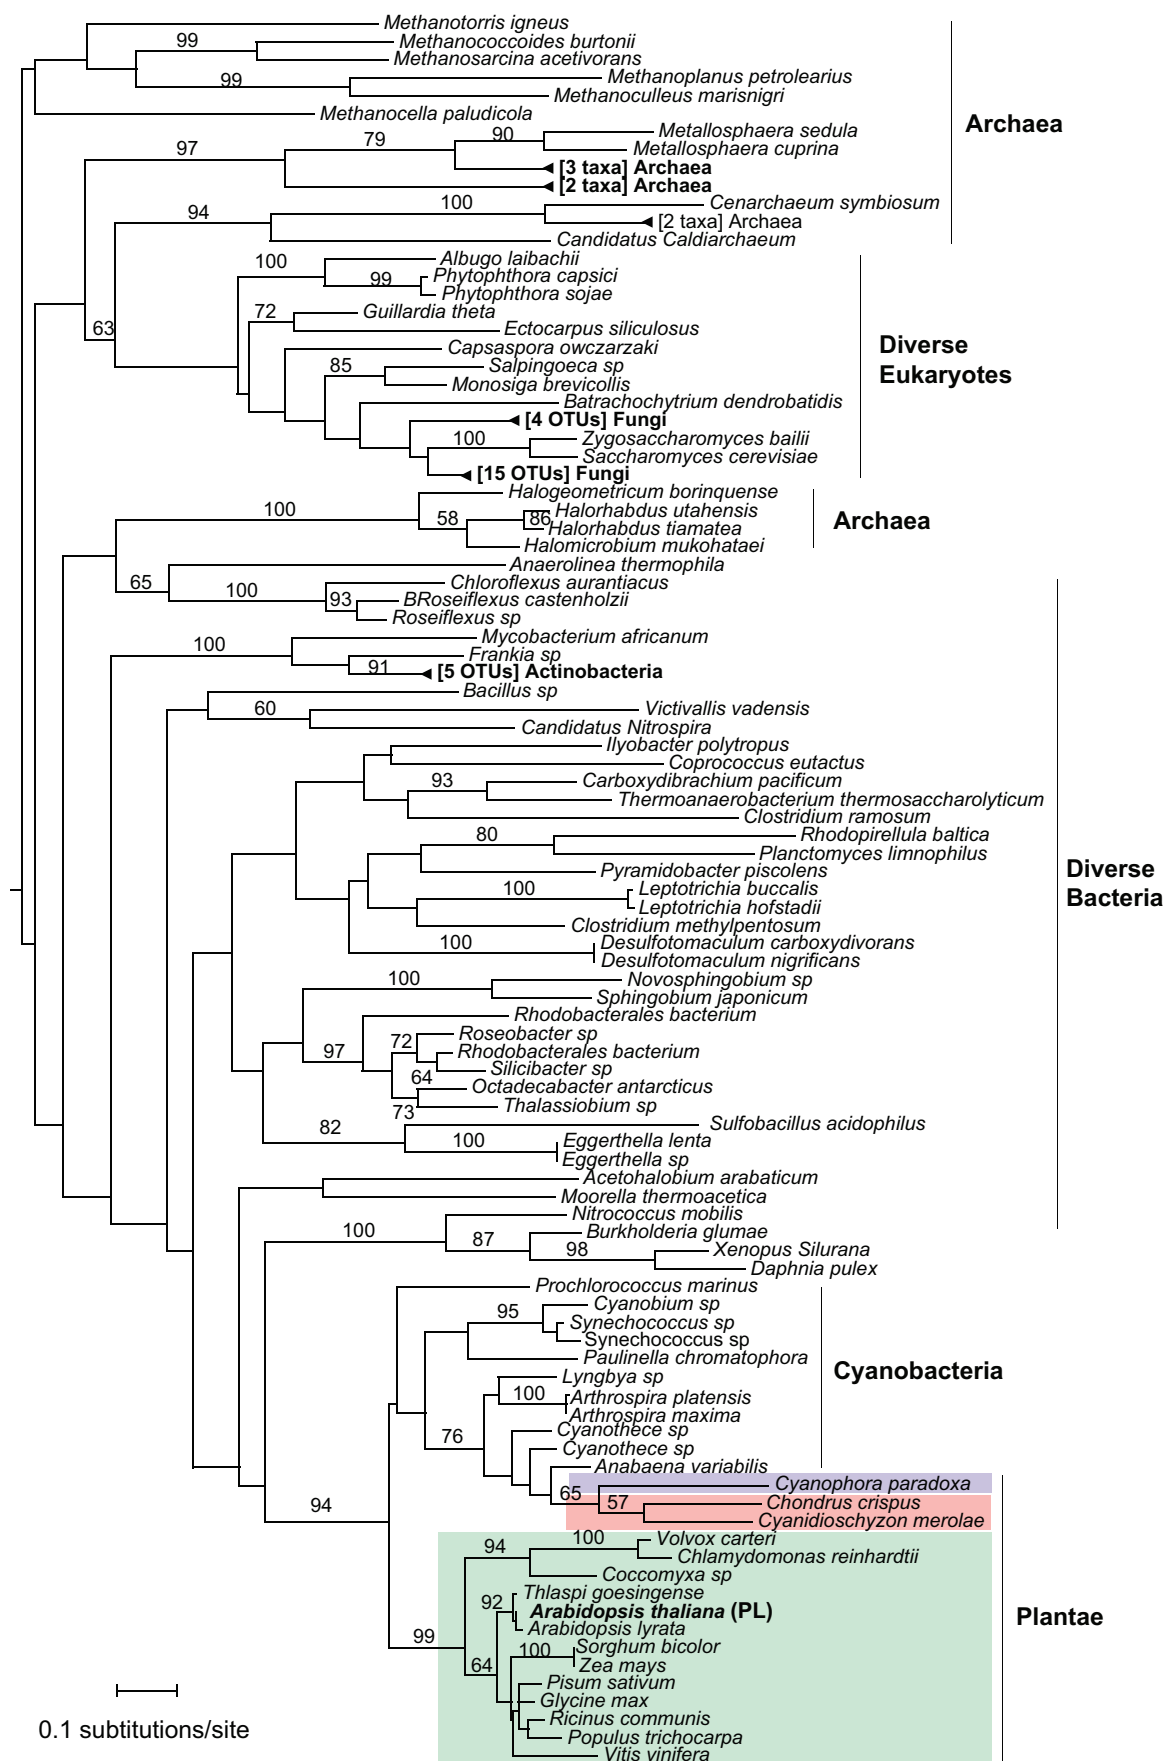 Methanotorris igneus
99
Methanococcoides burtonii
Methanosarcina acetivorans
99
Methanoplanus petrolearius
Methanoculleus marisnigri
Methanocella paludicola
Archaea
97
79
90
Metallosphaera sedula
Metallosphaera cuprina
[3 taxa] Archaea
[2 taxa] Archaea
94
100
Cenarchaeum symbiosum
[2 taxa] Archaea
Candidatus Caldiarchaeum
63
100
Albugo laibachii
99
Phytophthora capsici
Phytophthora sojae
72
Guillardia theta
Ectocarpus siliculosus
Capsaspora owczarzaki
85
Salpingoeca sp
Monosiga brevicollis
Diverse
Eukaryotes
Batrachochytrium dendrobatidis
[4 OTUs] Fungi
100
Zygosaccharomyces bailii
Saccharomyces cerevisiae
[15 OTUs] Fungi
100
Halogeometricum borinquense
58
86
Halorhabdus utahensis
Halorhabdus tiamatea
Halomicrobium mukohataei
Archaea
65
Anaerolinea thermophila
100
Chloroflexus aurantiacus
93
BRoseiflexus castenholzii
Roseiflexus sp
100
Mycobacterium africanum
Frankia sp
91
[5 OTUs] Actinobacteria
Bacillus sp
60
Victivallis vadensis
Candidatus Nitrospira
Ilyobacter polytropus
Coprococcus eutactus
93
Carboxydibrachium pacificum
Thermoanaerobacterium thermosaccharolyticum
Clostridium ramosum
80
Rhodopirellula baltica
Planctomyces limnophilus
Pyramidobacter piscolens
Diverse
Bacteria
100
Leptotrichia buccalis
Leptotrichia hofstadii
Clostridium methylpentosum
100
Desulfotomaculum carboxydivorans
Desulfotomaculum nigrificans
100
Novosphingobium sp
Sphingobium japonicum
97
Rhodobacterales bacterium
72
Roseobacter sp
Rhodobacterales bacterium
Silicibacter sp
64
Octadecabacter antarcticus
Thalassiobium sp
73
82
Sulfobacillus acidophilus
100
Eggerthella lenta
Eggerthella sp
Acetohalobium arabaticum
Moorella thermoacetica
100
Nitrococcus mobilis
87
Burkholderia glumae
98
Xenopus Silurana
Daphnia pulex
Prochlorococcus marinus
95
Cyanobium sp
Synechococcus sp
Synechococcus sp
Paulinella chromatophora
Cyanobacteria
Lyngbya sp
100
Arthrospira platensis
Arthrospira maxima
76
Cyanothece sp
Cyanothece sp
Anabaena variabilis
65
Cyanophora paradoxa
57
Chondrus crispus
Cyanidioschyzon merolae
94
94
100
Volvox carteri
Chlamydomonas reinhardtii
Coccomyxa sp
92
Thlaspi goesingense
Arabidopsis thaliana (PL)
Arabidopsis lyrata
Plantae
99
64
100
Sorghum bicolor
Zea mays
Pisum sativum
Glycine max
Ricinus communis
Populus trichocarpa
Vitis vinifera
0.1 subtitutions/site